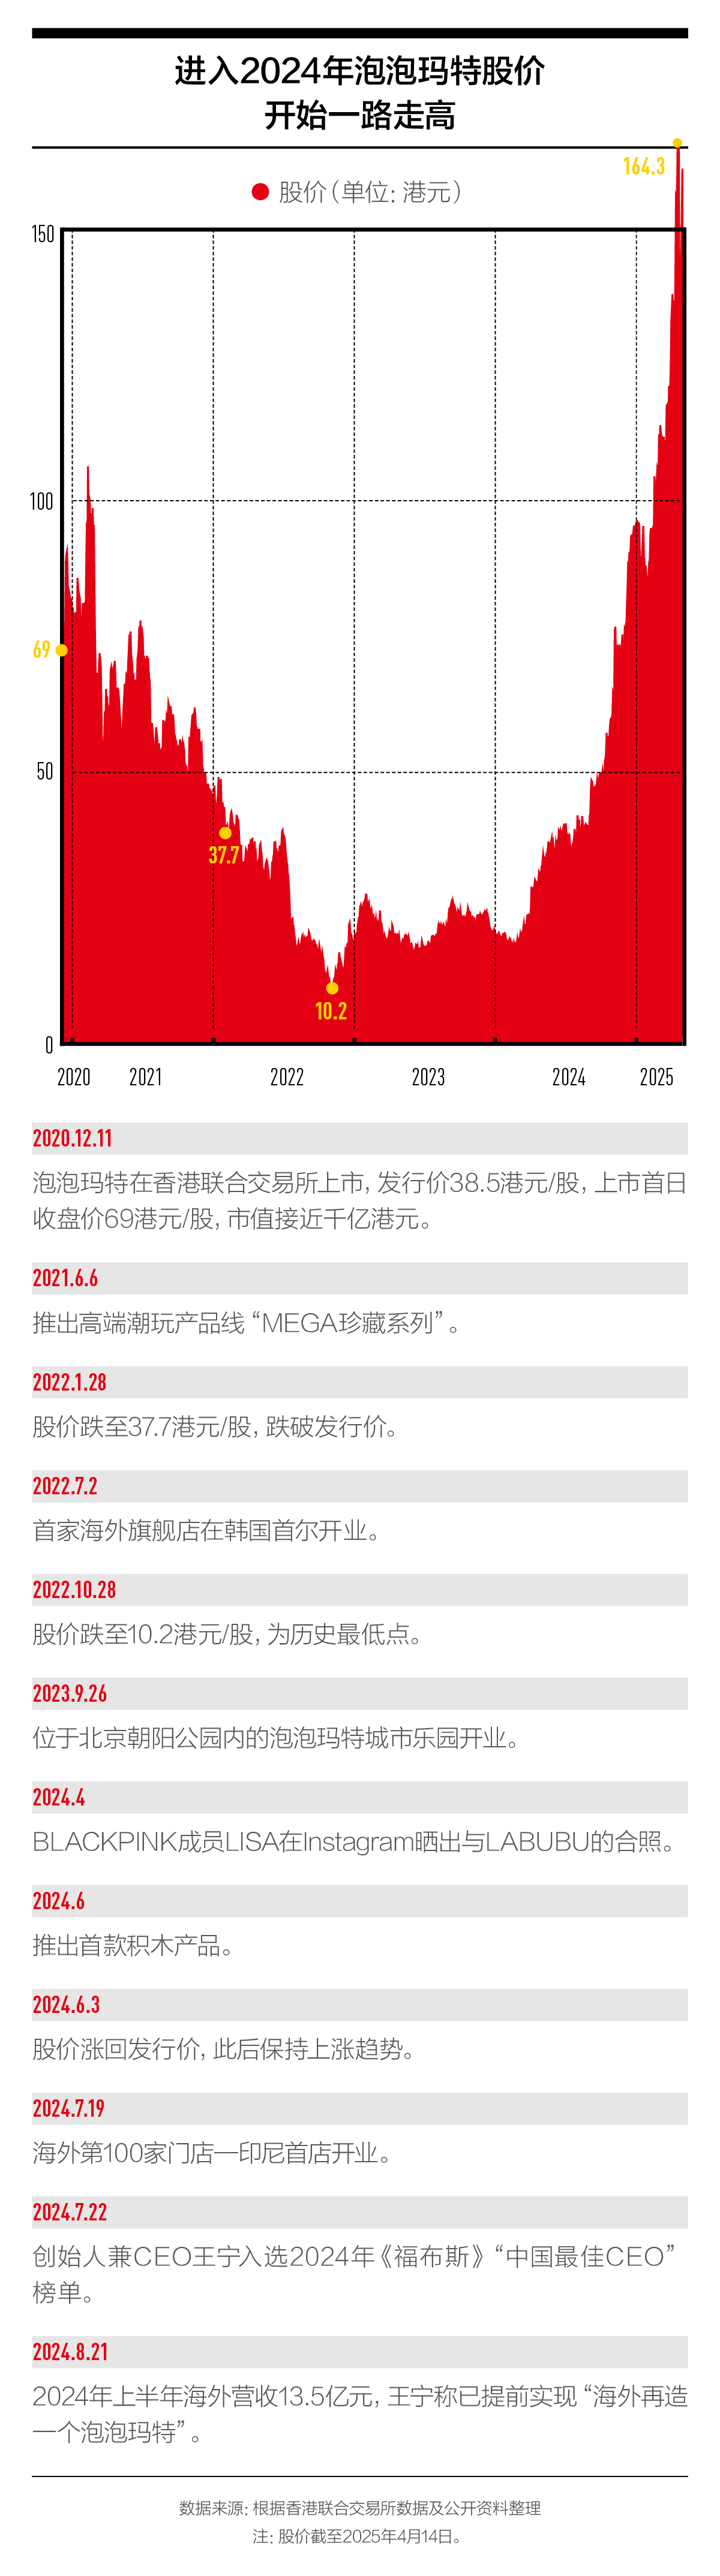 进入2024年泡泡玛特股价
开始一路走高
164.3
股价（单位：港元）
150
100
69
50
37.7
10.2
0
2020 2021 2022 2023 2024 2025
2020.12.11
泡泡玛特在香港联合交易所上市，发行价38.5港元/股，上市首日
收盘价69港元/股，市值接近千亿港元。
2021.6.6
推出高端潮玩产品线“MEGA珍藏系列”。
2022.1.28
股价跌至37.7港元/股，跌破发行价。
2022.7.2
首家海外旗舰店在韩国首尔开业。
2022.10.28
股价跌至10.2港元/股，为历史最低点。
2023.9.26
位于北京朝阳公园内的泡泡玛特城市乐园开业。
2024.4
BLACKPINK成员LISA在Instagram晒出与LABUBU的合照。
2024.6
推出首款积木产品。
2024.6.3
股价涨回发行价，此后保持上涨趋势。
2024.7.19
海外第100家门店—印尼首店开业。
2024.7.22
创始人兼CEO王宁入选2024年《福布斯》“中国最佳CEO”
榜单。
2024.8.21
2024年上半年海外营收13.5亿元，王宁称已提前实现“海外再造
一个泡泡玛特”。
数据来源：根据香港联合交易所数据及公开资料整理
注：股价截至2025年4月14日。